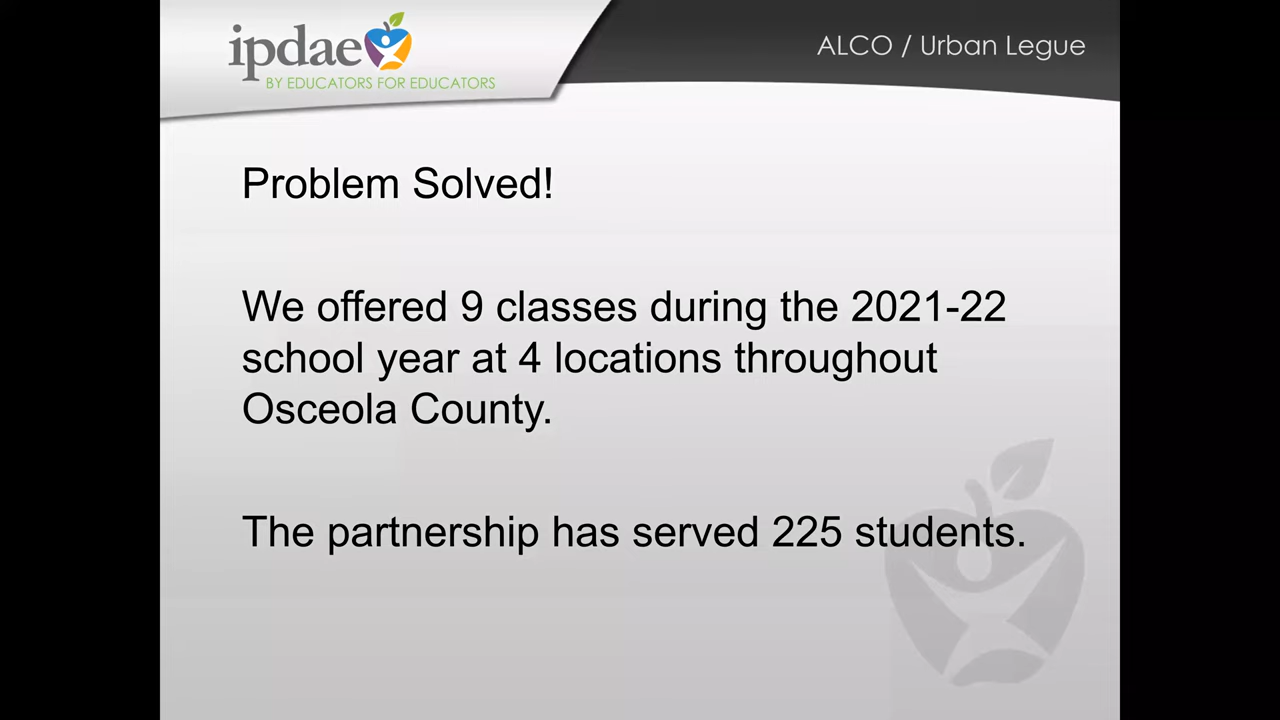 ipdae
BY EDUCATORS FOR EDUCATORS
ALCO / Urban Legue
Problem Solved!
We offered 9 classes during the 2021-22
school year at 4 locations throughout
Osceola County.
The partnership has served 225 students.